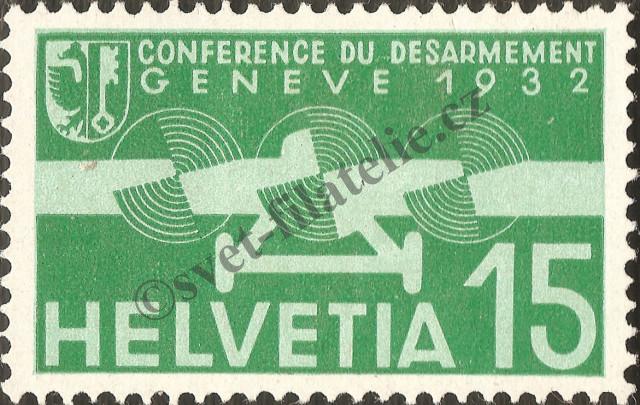 CONFERENCE DU DESARMEMENT
GENEVE 1932
©svet-filatelie.cz
HELVETIA 15